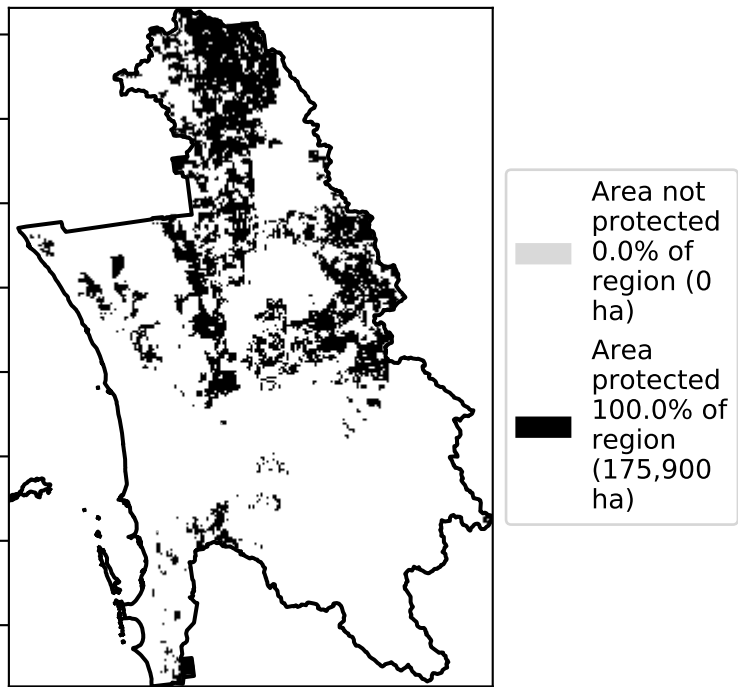 Area not
protected
0.0% of
region (0
ha)
Area
protected
100.0% of
region
(175,900
ha)